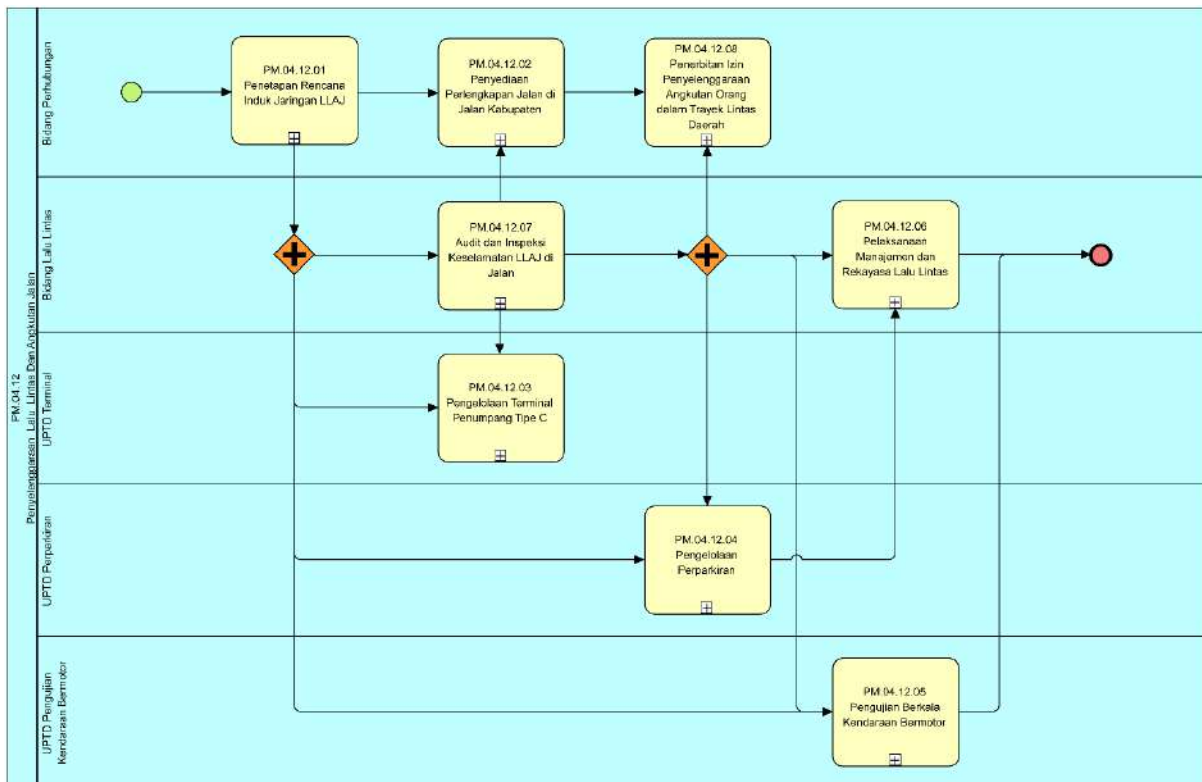 PM.04.12
Penyelenggaraan Lalu Lintas Dan Angkutan Jalan
Bidang Perhubungan
PM.04.12.01
Penetapan Rencana
Induk Jaringan LLAJ
PM.04.12.02
Penyediaan
Perlengkapan Jalan di
Jalan Kabupaten
PM.04.12.08
Penerbitan Izin
Penyelenggaraan
Angkutan Orang
dalam Trayek Lintas
Daerah
Bidang Lalu Lintas
PM.04.12.07
Audit dan Inspeksi
Keselamatan LLAJ di
Jalan
PM.04.12.06
Pelaksanaan
Manajemen dan
Rekayasa Lalu Lintas
UPTD Terminal
PM.04.12.03
Pengelolaan Terminal
Penumpang Tipe C
UPTD Perparkiran
PM.04.12.04
Pengelolaan
Perparkiran
UPTD Pengujian
Kendaraan Bermotor
PM.04.12.05
Pengujian Berkala
Kendaraan Bermotor